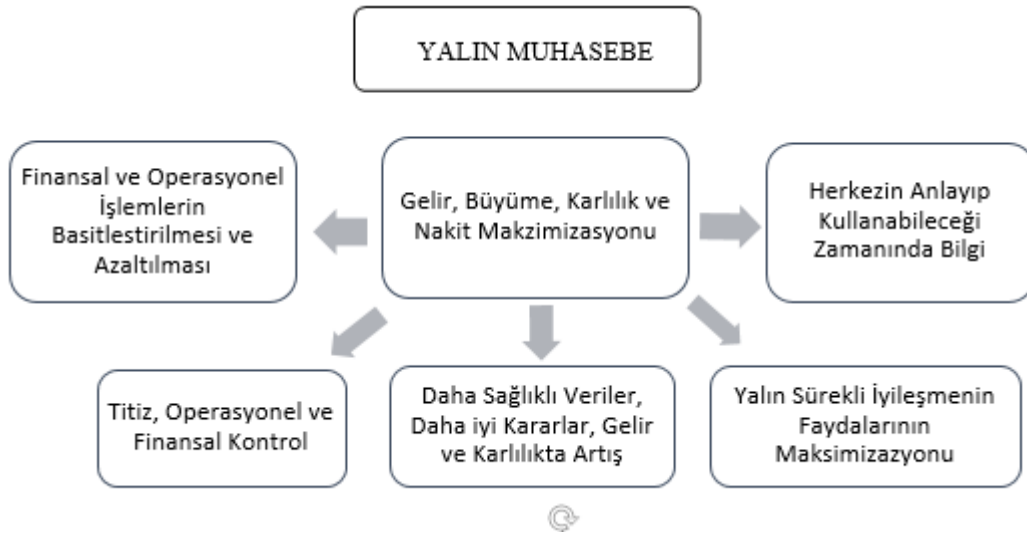 YALIN MUHASEBE
Finansal ve Operasyonel
İşlemlerin
Basitlestirilmesi ve
Azaltılması
Gelir, Büyüme, Karlılık ve
Nakit Makzimizasyonu
Herkezin Anlayıp
Kullanabileceği
Zamanında Bilgi
Titiz, Operasyonel ve
Finansal Kontrol
Daha Sağlıklı Veriler,
Daha iyi Kararlar, Gelir
ve Karlılıkta Artış
Yalın Sürekli İyileşmenin
Faydalarının
Maksimizazyonu